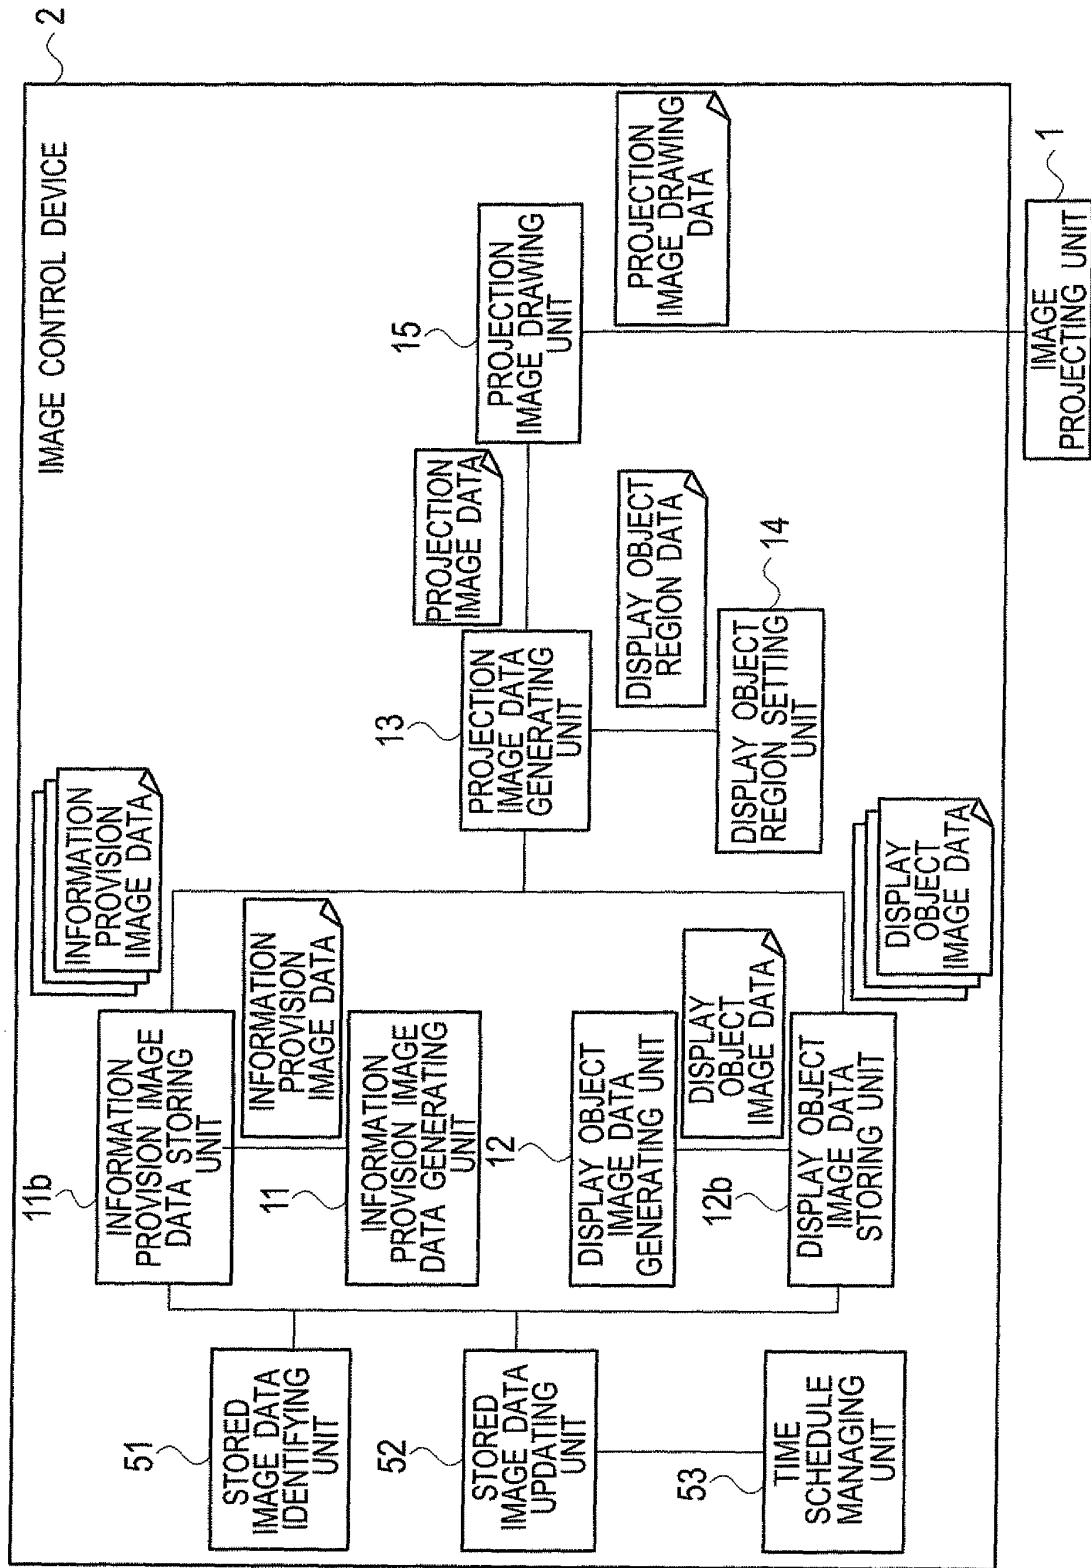 IMAGE CONTROL DEVICE
2
11b
INFORMATION
PROVISION IMAGE
DATA STORING
UNIT
INFORMATION
PROVISION
IMAGE DATA
51
STORED
IMAGE DATA
IDENTIFYING
UNIT
INFORMATION
PROVISION
IMAGE DATA
11
INFORMATION
PROVISION IMAGE
DATA GENERATING
UNIT
13
PROJECTION
IMAGE DATA
GENERATING
UNIT
PROJECTION
IMAGE DATA
15
PROJECTION
IMAGE DRAWING
UNIT
52
STORED
IMAGE DATA
UPDATING
UNIT
12
DISPLAY OBJECT
IMAGE DATA
GENERATING UNIT
DISPLAY
OBJECT
IMAGE DATA
DISPLAY OBJECT
REGION DATA
PROJECTION
IMAGE DRAWING
DATA
14
DISPLAY OBJECT
REGION SETTING
UNIT
53
TIME
SCHEDULE
MANAGING
UNIT
12b
DISPLAY OBJECT
IMAGE DATA
STORING UNIT
DISPLAY
OBJECT
IMAGE DATA
1
IMAGE
PROJECTING UNIT